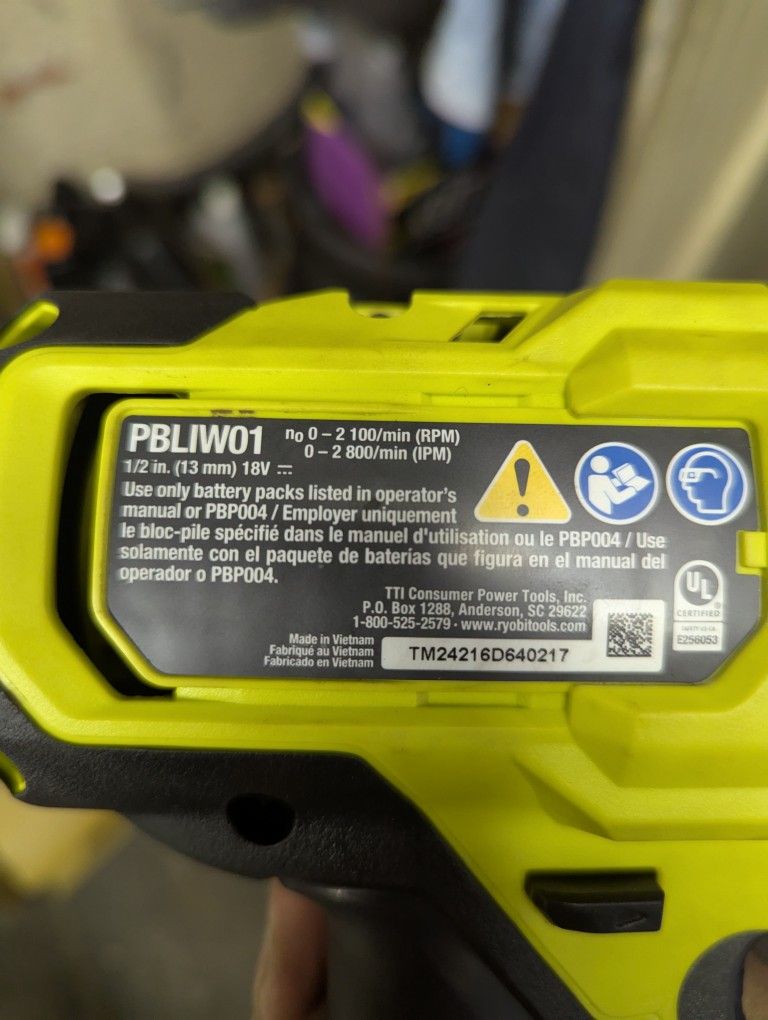 PBLIW01 n₀ 0 – 2 100/min (RPM)
0 – 2 800/min (IPM)
1/2 in. (13 mm) 18V ⎓
Use only battery packs listed in operator's
manual or PBP004 / Employer uniquement
le bloc-pile spécifié dans le manuel d'utilisation ou le PBP004 / Use
solamente con el paquete de baterías que figura en el manual del
operador o PBP004.
TTI Consumer Power Tools, Inc.
P.O. Box 1288, Anderson, SC 29622
1-800-525-2579 · www.ryobitools.com
Made in Vietnam
Fabriqué au Vietnam
Fabricado en Vietnam
TM24216D640217
UL
CERTIFIED
E256053